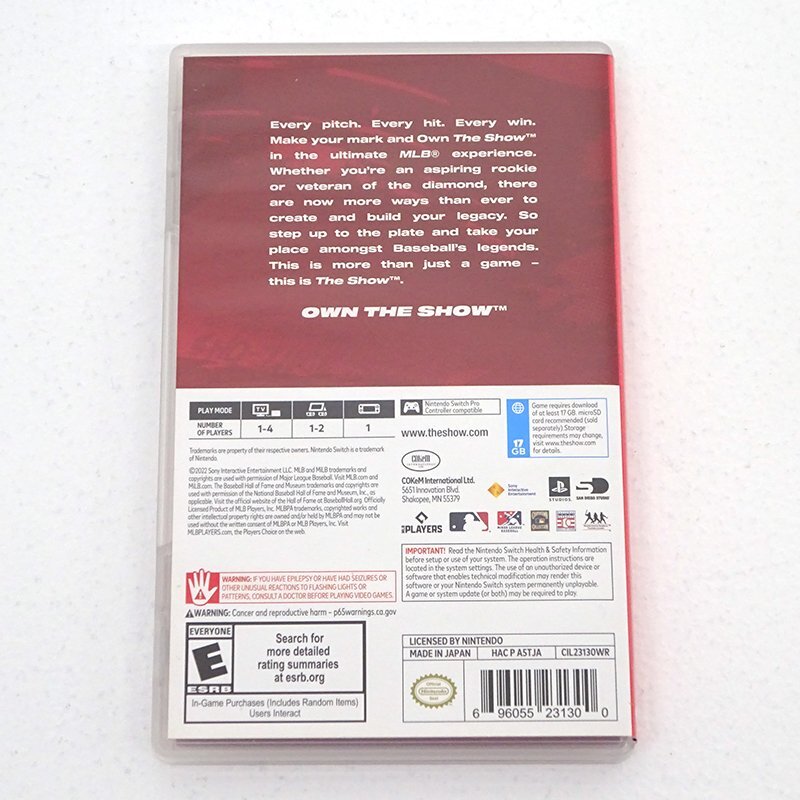 Every pitch. Every hit. Every win.
Make your mark and Own The Show™
in the ultimate MLB® experience.
Whether you're an aspiring rookie
or veteran of the diamond, there
are now more ways than ever to
create and build your legacy. So
step up to the plate and take your
place amongst Baseball's legends.
This is more than just a game –
this is The Show™.
OWN THE SHOW™
PLAY MODE
TV
NUMBER
OF PLAYERS
1-4
1-2
1
Nintendo Switch Pro
Controller compatible
www.theshow.com
17
GB
Game requires download
of at least 17 GB. microSD
card recommended (sold
separately).Storage
requirements may change,
visit www.theshow.com
for details.
Trademarks are property of their respective owners. Nintendo Switch is a trademark
of Nintendo.
©2022 Sony Interactive Entertainment LLC. MLB and MiLB trademarks and
copyrights are used with permission of Major League Baseball. Visit MLB.com and
MiLB.com. The Baseball Hall of Fame and Museum trademarks and copyrights are
used with permission of the National Baseball Hall of Fame and Museum, Inc., as
applicable. Visit the official website of the Hall of Fame at BaseballHall.org Officially
Licensed Product of MLB Players, Inc. MLBPA trademarks, copyrighted works and
other intellectual property rights are owned and/or held by MLBPA and may not be
used without the written consent of MLBPA or MLB Players, Inc. Visit
MLBPLAYERS.com, the Players Choice on the web.
COKeM
INTERNATIONAL
COKeM International Ltd.
5651 Innovation Blvd.
Shakopee, MN 55379
Sony
Interactive
Entertainment
STUDIOS
SAN DIEGO STUDIO
PLAYERS
MINOR LEAGUE
BASEBALL
WARNING: IF YOU HAVE EPILEPSY OR HAVE HAD SEIZURES OR
OTHER UNUSUAL REACTIONS TO FLASHING LIGHTS OR
PATTERNS, CONSULT A DOCTOR BEFORE PLAYING VIDEO GAMES.
WARNING: Cancer and reproductive harm - p65warnings.ca.gov
IMPORTANT! Read the Nintendo Switch Health & Safety Information
before setup or use of your system. The operation instructions are
located in the system settings. The use of an unauthorized device or
software that enables technical modification may render this
or your Nintendo Switch system permanently unplayable.
A game or system update (or both) may be required to play.
EVERYONE
E
ESRB
Search for
more detailed
rating summaries
at esrb.org
In-Game Purchases (Includes Random Items)
Users Interact
LICENSED BY NINTENDO
MADE IN JAPAN
HAC P A5TJA
CIL23130WR
Official
Nintendo
Seal
6 96055 23130 0